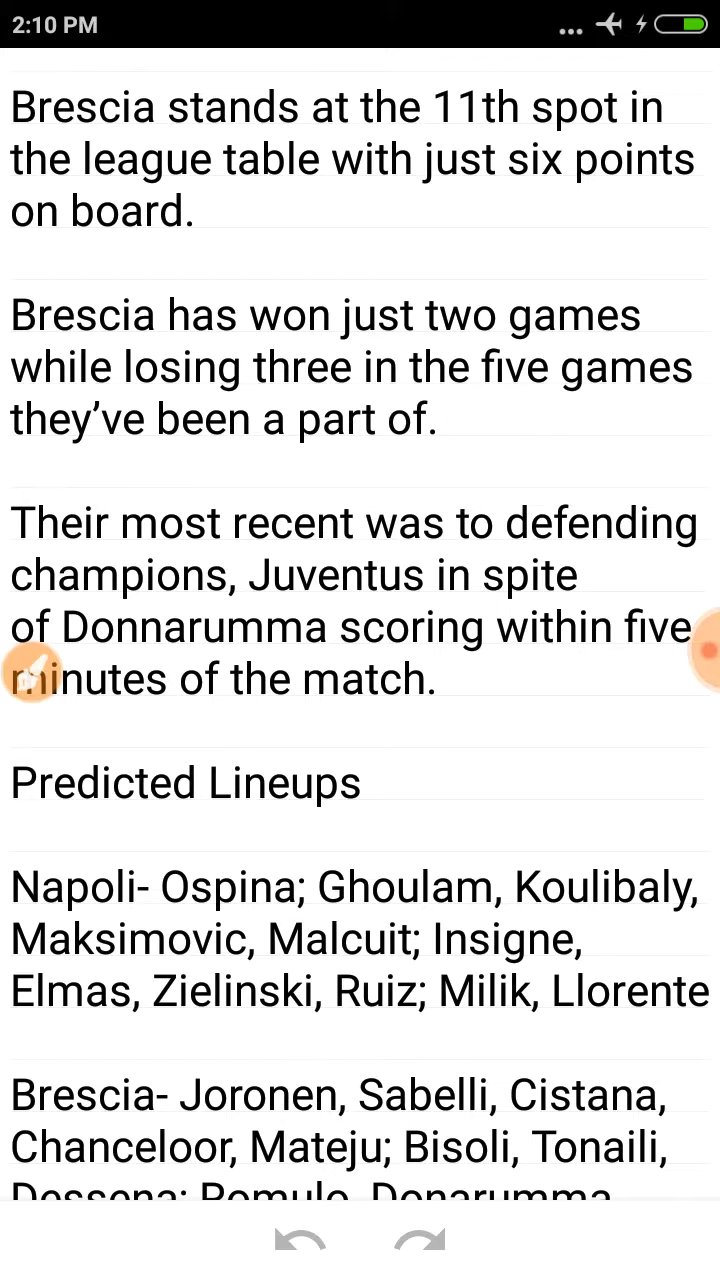 2:10 PM
Brescia stands at the 11th spot in
the league table with just six points
on board.
Brescia has won just two games
while losing three in the five games
they’ve been a part of.
Their most recent was to defending
champions, Juventus in spite
of Donnarumma scoring within five
minutes of the match.
Predicted Lineups
Napoli- Ospina; Ghoulam, Koulibaly,
Maksimovic, Malcuit; Insigne,
Elmas, Zielinski, Ruiz; Milik, Llorente
Brescia- Joronen, Sabelli, Cistana,
Chanceloor, Mateju; Bisoli, Tonaili,
Dessena; Romulo, Donarumma